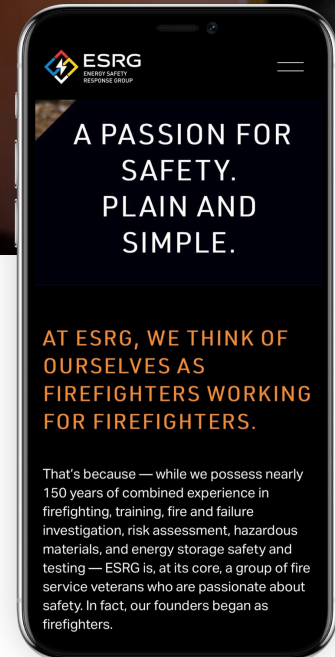 ESRG
ENERGY SAFETY
RESPONSE GROUP
A PASSION FOR
SAFETY.
PLAIN AND
SIMPLE.
AT ESRG, WE THINK OF
OURSELVES AS
FIREFIGHTERS WORKING
FOR FIREFIGHTERS.
That’s because — while we possess nearly
150 years of combined experience in
firefighting, training, fire and failure
investigation, risk assessment, hazardous
materials, and energy storage safety and
testing — ESRG is, at its core, a group of fire
service veterans who are passionate about
safety. In fact, our founders began as
firefighters.